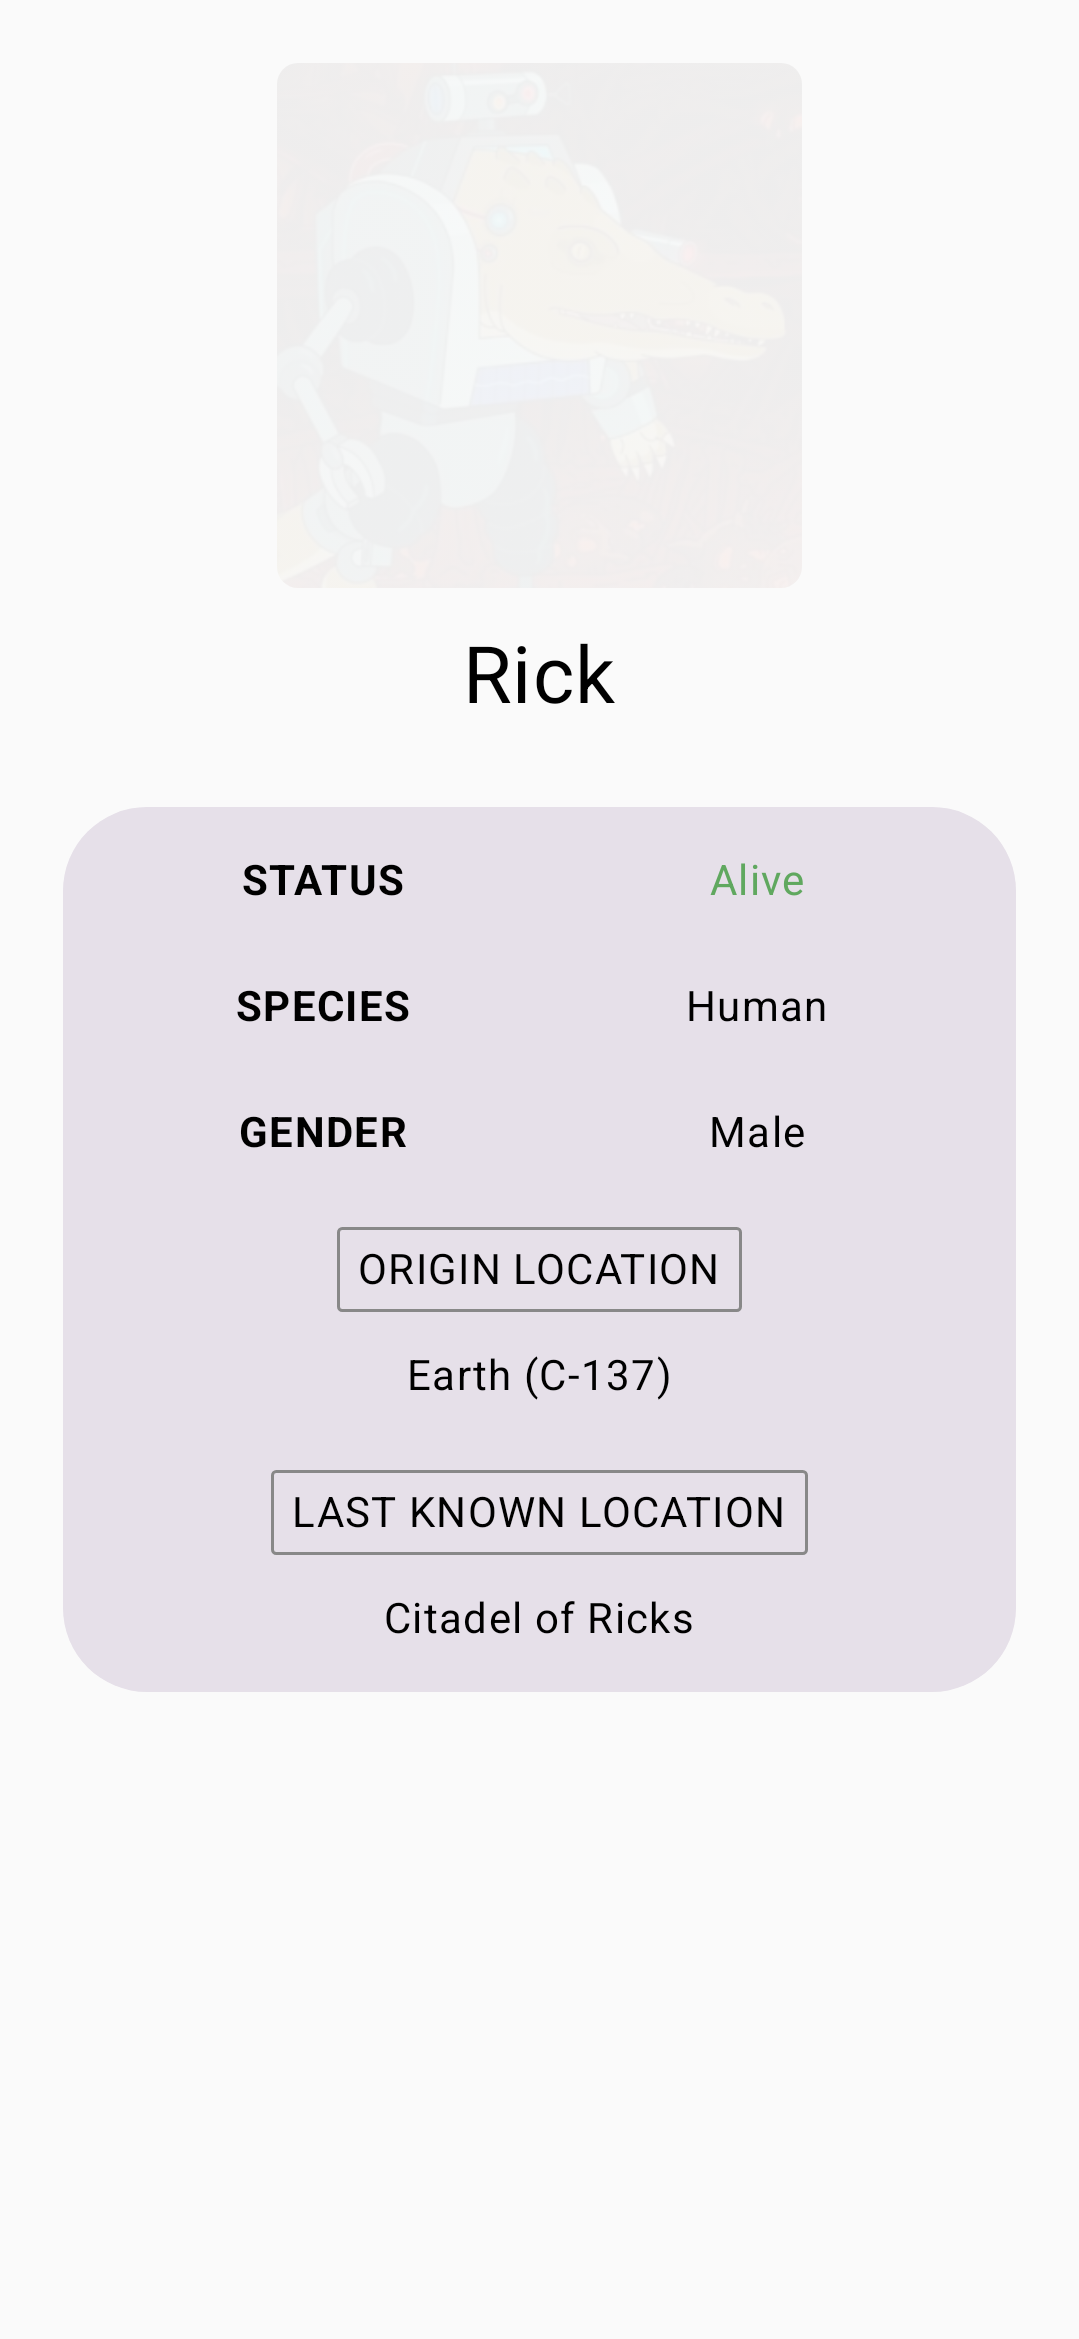 Rick
STATUS Alive
SPECIES Human
GENDER Male
ORIGIN LOCATION
Earth (C-137)
LAST KNOWN LOCATION
Citadel of Ricks